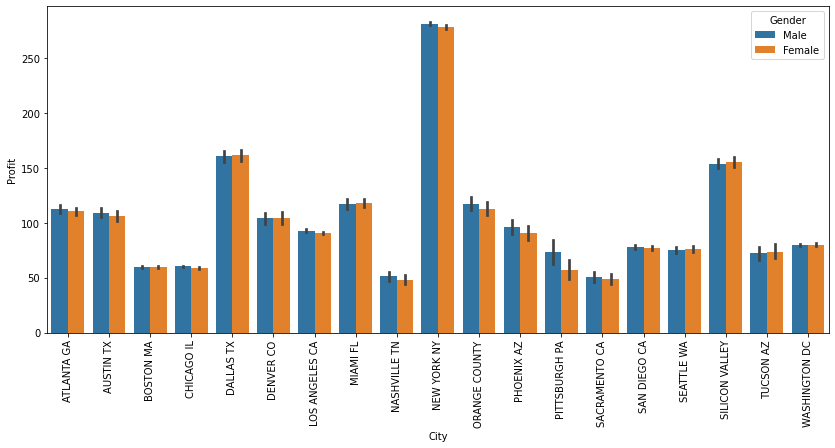 Gender
Male
Female
250
200
150
100
50
0
Profit
ATLANTA GA
AUSTIN TX
BOSTON MA
CHICAGO IL
DALLAS TX
DENVER CO
LOS ANGELES CA
MIAMI FL
NASHVILLE TN
NEW YORK NY
ORANGE COUNTY
PHOENIX AZ
PITTSBURGH PA
SACRAMENTO CA
SAN DIEGO CA
SEATTLE WA
SILICON VALLEY
TUCSON AZ
WASHINGTON DC
City